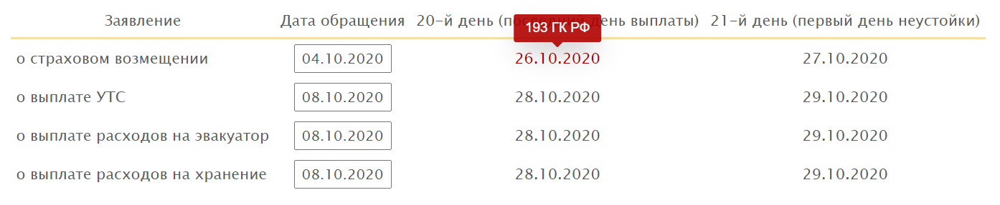 Заявление Дата обращения 20-й день (последний день выплаты) 21-й день (первый день неустойки)
193 ГК РФ
о страховом возмещении 04.10.2020 26.10.2020 27.10.2020
о выплате УТС 08.10.2020 28.10.2020 29.10.2020
о выплате расходов на эвакуатор 08.10.2020 28.10.2020 29.10.2020
о выплате расходов на хранение 08.10.2020 28.10.2020 29.10.2020